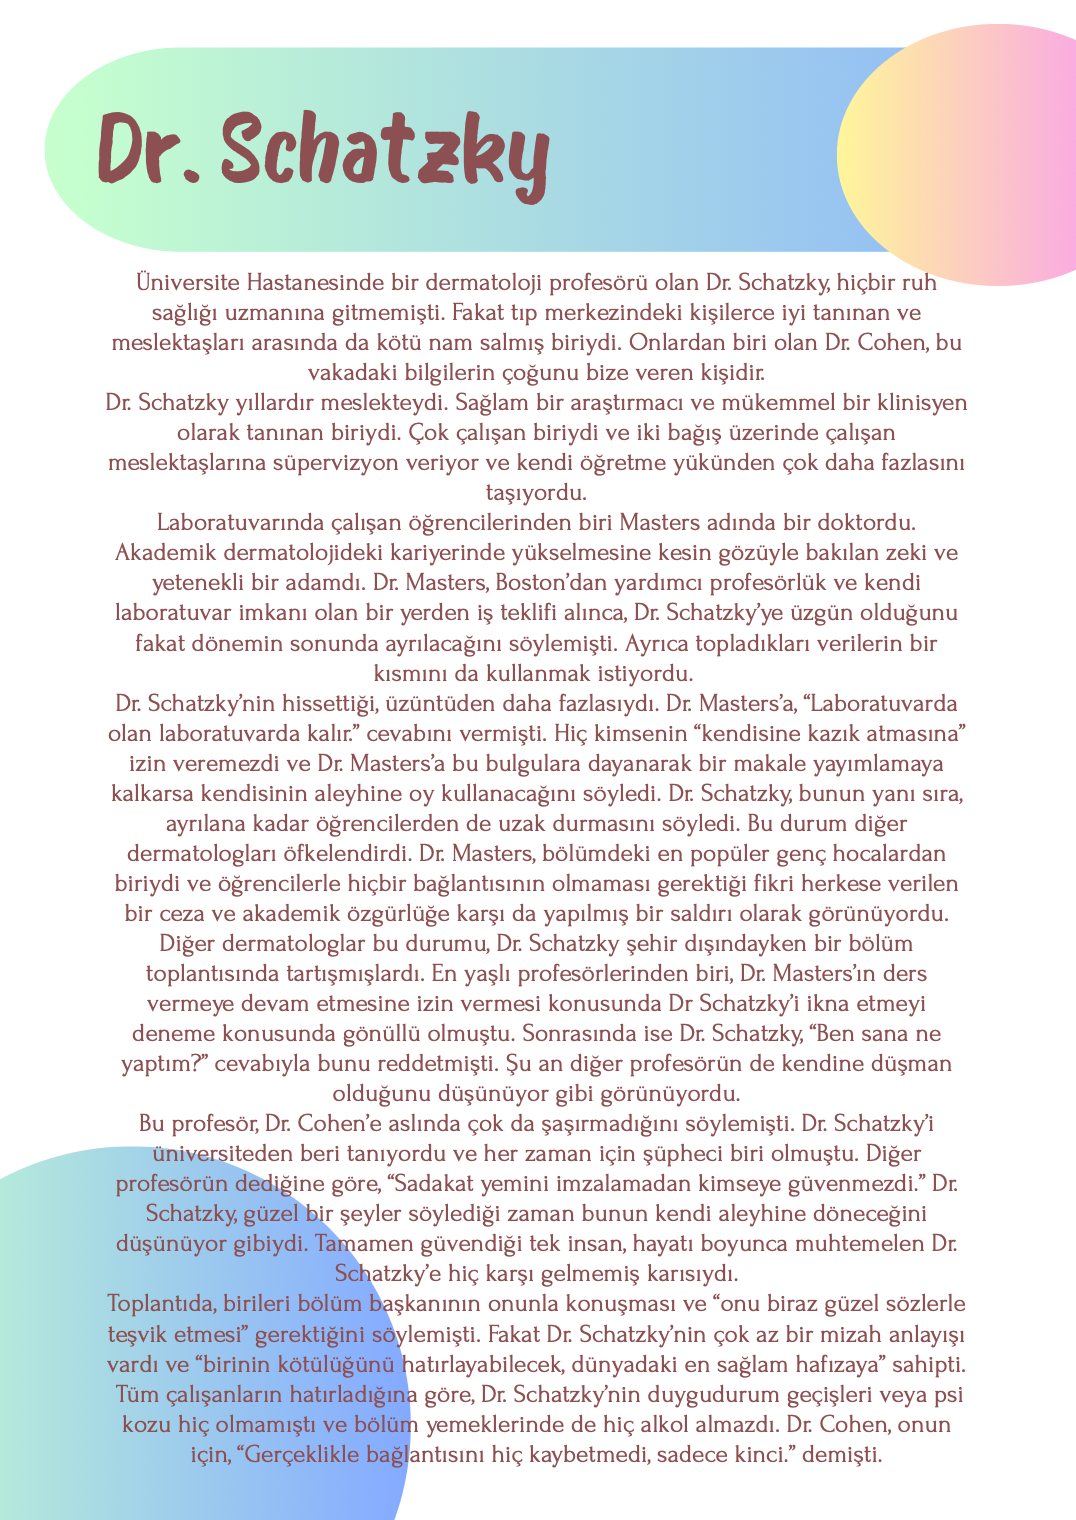 Dr. Schatzky
Üniversite Hastanesinde bir dermatoloji profesörü olan Dr. Schatzky, hiçbir ruh
sağlığı uzmanına gitmemişti. Fakat tıp merkezindeki kişilerce iyi tanınan ve
meslektaşları arasında da kötü nam salmış biriydi. Onlardan biri olan Dr. Cohen, bu
vakadaki bilgilerin çoğunu bize veren kişidir.
Dr. Schatzky yıllardır meslekteydi. Sağlam bir araştırmacı ve mükemmel bir klinisyen
olarak tanınan biriydi. Çok çalışan biriydi ve iki bağış üzerinde çalışan
meslektaşlarına süpervizyon veriyor ve kendi öğretme yükünden çok daha fazlasını
taşıyordu.
Laboratuvarında çalışan öğrencilerinden biri Masters adında bir doktordu.
Akademik dermatolojideki kariyerinde yükselmesine kesin gözüyle bakılan zeki ve
yetenekli bir adamdı. Dr. Masters, Boston’dan yardımcı profesörlük ve kendi
laboratuvar imkanı olan bir yerden iş teklifi alınca, Dr. Schatzky’ye üzgün olduğunu
fakat dönemin sonunda ayrılacağını söylemişti. Ayrıca topladıkları verilerin bir
kısmını da kullanmak istiyordu.
Dr. Schatzky’nin hissettiği, üzüntüden daha fazlasıydı. Dr. Masters’a, “Laboratuvarda
olan laboratuvarda kalır.” cevabını vermişti. Hiç kimsenin “kendisine kazık atmasına”
izin veremezdi ve Dr. Masters’a bu bulgulara dayanarak bir makale yayımlamaya
kalkarsa kendisinin aleyhine oy kullanacağını söyledi. Dr. Schatzky, bunun yanı sıra,
ayrılana kadar öğrencilerden de uzak durmasını söyledi. Bu durum diğer
dermatologları öfkelendirdi. Dr. Masters, bölümdeki en popüler genç hocalardan
biriydi ve öğrencilerle hiçbir bağlantısının olmaması gerektiği fikri herkese verilen
bir ceza ve akademik özgürlüğe karşı da yapılmış bir saldırı olarak görünüyordu.
Diğer dermatologlar bu durumu, Dr. Schatzky şehir dışındayken bir bölüm
toplantısında tartışmışlardı. En yaşlı profesörlerinden biri, Dr. Masters’ın ders
vermeye devam etmesine izin vermesi konusunda Dr Schatzky’i ikna etmeyi
deneme konusunda gönüllü olmuştu. Sonrasında ise Dr. Schatzky, “Ben sana ne
yaptım?” cevabıyla bunu reddetmişti. Şu an diğer profesörün de kendine düşman
olduğunu düşünüyor gibi görünüyordu.
Bu profesör, Dr. Cohen’e aslında çok da şaşırmadığını söylemişti. Dr. Schatzky’i
üniversiteden beri tanıyordu ve her zaman için şüpheci biri olmuştu. Diğer
profesörün dediğine göre, “Sadakat yemini imzalamadan kimseye güvenmezdi.” Dr.
Schatzky, güzel bir şeyler söylediği zaman bunun kendi aleyhine döneceğini
düşünüyor gibiydi. Tamamen güvendiği tek insan, hayatı boyunca muhtemelen Dr.
Schatzky’e hiç karşı gelmemiş karısıydı.
Toplantıda, birileri bölüm başkanının onunla konuşması ve “onu biraz güzel sözlerle
teşvik etmesi” gerektiğini söylemişti. Fakat Dr. Schatzky’nin çok az bir mizah anlayışı
vardı ve “birinin kötülüğünü hatırlayabilecek, dünyadaki en sağlam hafızaya” sahipti.
Tüm çalışanların hatırladığına göre, Dr. Schatzky’nin duygudurum geçişleri veya psi
kozu hiç olmamıştı ve bölüm yemeklerinde de hiç alkol almazdı. Dr. Cohen, onun
için, “Gerçeklikle bağlantısını hiç kaybetmedi, sadece kinci.” demişti.